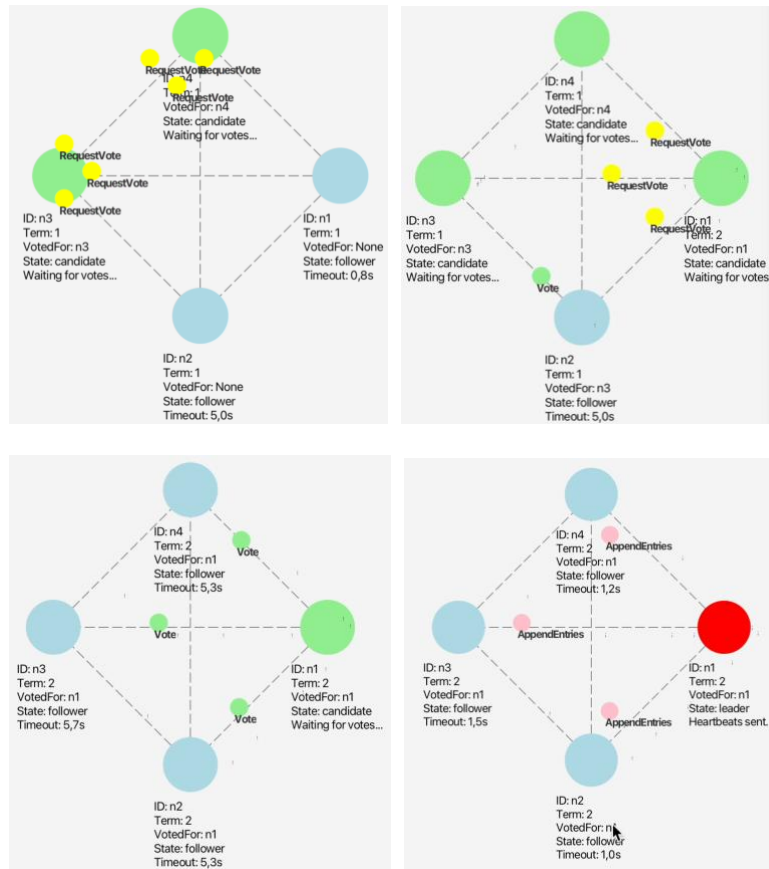 RequestVote
RequestVote
RequestVote
ID: n4
Term: 1
VotedFor: n4
State: candidate
Waiting for votes...
RequestVote
RequestVote
RequestVote
ID: n3
Term: 1
VotedFor: n3
State: candidate
Waiting for votes...
ID: n1
Term: 1
VotedFor: None
State: follower
Timeout: 0,8s
ID: n2
Term: 1
VotedFor: None
State: follower
Timeout: 5,0s
ID: n4
Term: 1
VotedFor: n4
State: candidate
Waiting for votes...
RequestVote
RequestVote
RequestVote
ID: n3
Term: 1
VotedFor: n3
State: candidate
Waiting for votes...
ID: n1
Term: 2
VotedFor: n1
State: candidate
Waiting for votes
Vote
ID: n2
Term: 1
VotedFor: n3
State: follower
Timeout: 5,0s
ID: n4
Term: 2
VotedFor: n1
State: follower
Timeout: 5,3s
Vote
Vote
ID: n3
Term: 2
VotedFor: n1
State: follower
Timeout: 5,7s
ID: n1
Term: 2
VotedFor: n1
State: candidate
Waiting for votes...
Vote
ID: n2
Term: 2
VotedFor: n1
State: follower
Timeout: 5,3s
ID: n4
Term: 2
VotedFor: n1
State: follower
Timeout: 1,2s
AppendEntries
AppendEntries
ID: n3
Term: 2
VotedFor: n1
State: follower
Timeout: 1,5s
ID: n1
Term: 2
VotedFor: n1
State: leader
Heartbeats sent.
AppendEntries
ID: n2
Term: 2
VotedFor: n1
State: follower
Timeout: 1,0s